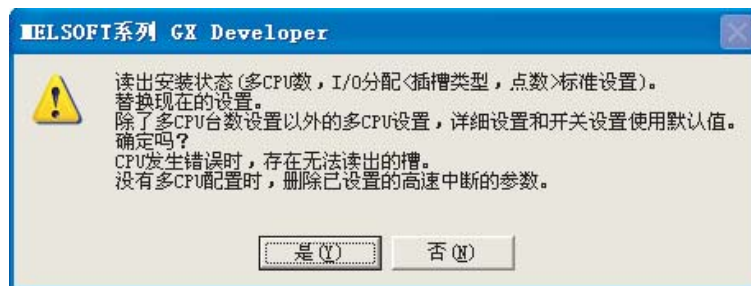 MELSOFT系列 GX Developer
读出安装状态(多CPU数，I/O分配<插槽类型，点数>标准设置)。
替换现在的设置。
除了多CPU台数设置以外的多CPU设置，详细设置和开关设置使用默认值。
确定吗？
CPU发生错误时，存在无法读出的槽。
没有多CPU配置时，册除已设置的高速中断的参数。
是(Y) 否(N)